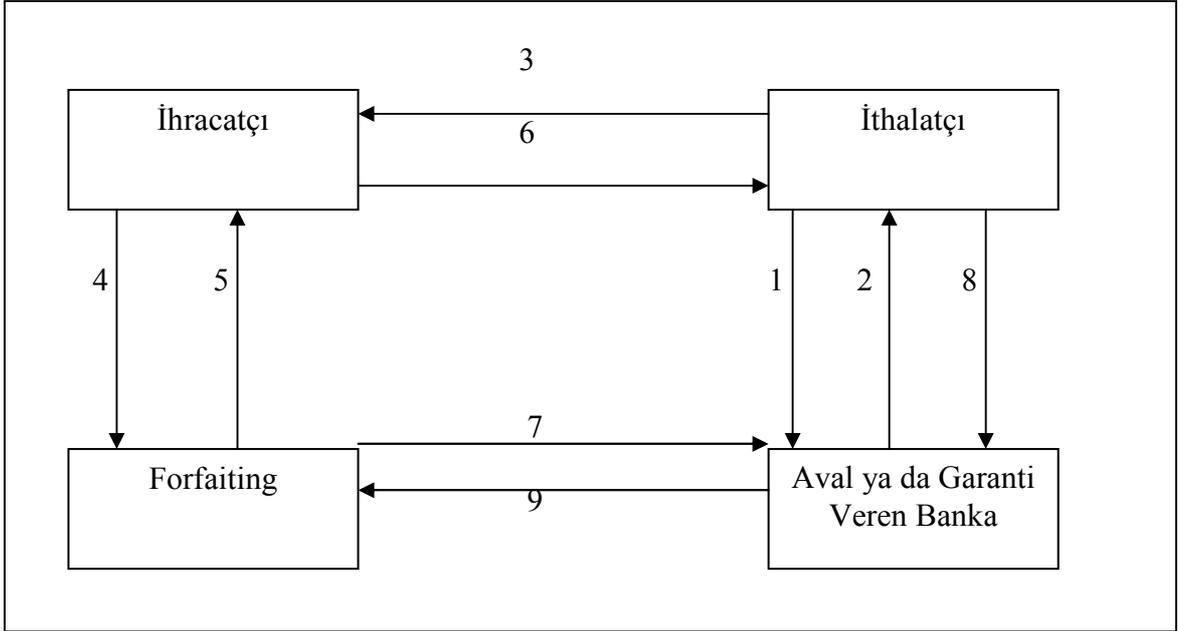 3
İhracatçı
İthalatçı
6
4
5
1
2
8
7
Forfaiting
Aval ya da Garanti
Veren Banka
9